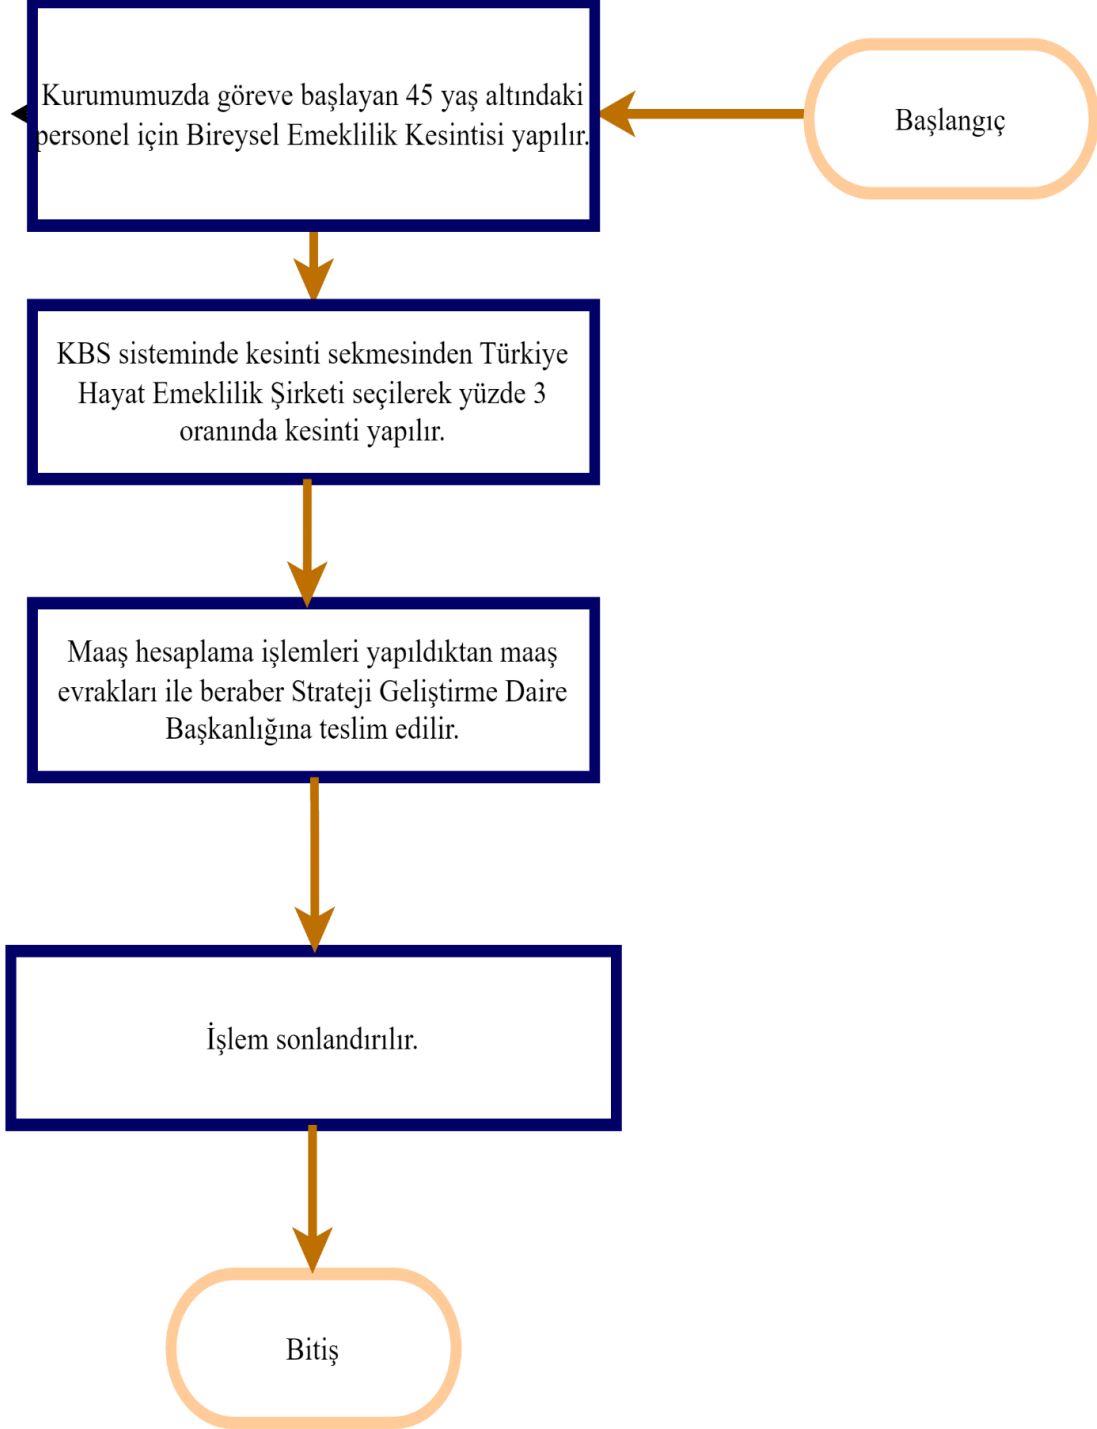 Başlangıç
Kurumumuzda göreve başlayan 45 yaş altındaki
personel için Bireysel Emeklilik Kesintisi yapılır.
KBS sisteminde kesinti sekmesinden Türkiye
Hayat Emeklilik Şirketi seçilerek yüzde 3
oranında kesinti yapılır.
Maaş hesaplama işlemleri yapıldıktan maaş
evrakları ile beraber Strateji Geliştirme Daire
Başkanlığına teslim edilir.
İşlem sonlandırılır.
Bitiş